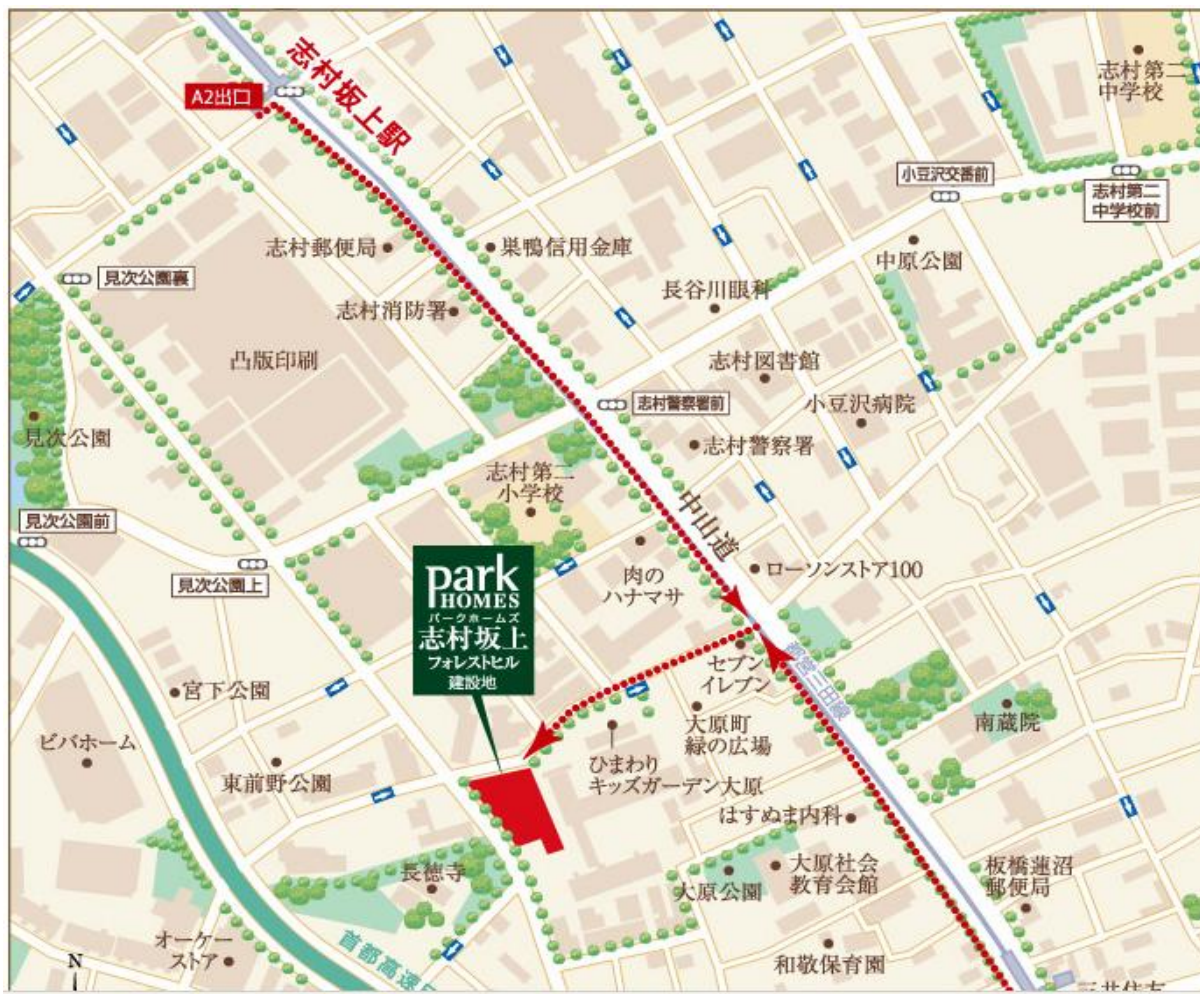 志村坂上駅
A2出口
志村第二
中学校
小豆沢交番前
志村第二
中学校前
志村郵便局
巣鴨信用金庫
中原公園
見次公園裏
長谷川眼科
志村消防署
凸版印刷
志村図書館
小豆沢病院
志村警察署前
見次公園
志村警察署
志村第二
小学校
中山道
見次公園前
見次公園上
肉の
ハナマサ
ローソンストア100
park
HOMES
パークホームズ
志村坂上
フォレストヒル
建設地
セブン
イレブン
都営三田線
宮下公園
大原町
緑の広場
南蔵院
ビバホーム
東前野公園
ひまわり
キッズガーデン大原
はすぬま内科
長徳寺
大原公園
大原社会
教育会館
板橋蓮沼
郵便局
オーケー
ストア
首都高速
和敬保育園
N